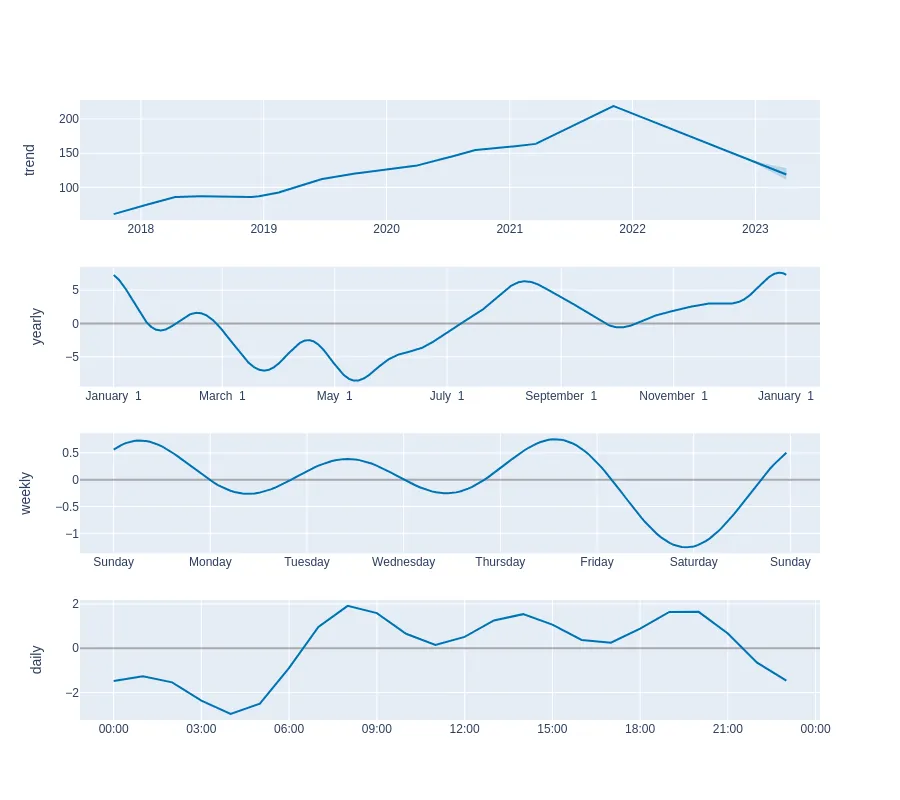 trend
200
150
100
2018 2019 2020 2021 2022 2023
yearly
5
0
−5
January 1 March 1 May 1 July 1 September 1 November 1 January 1
weekly
0.5
0
−0.5
−1
Sunday Monday Tuesday Wednesday Thursday Friday Saturday Sunday
daily
2
0
−2
00:00 03:00 06:00 09:00 12:00 15:00 18:00 21:00 00:00